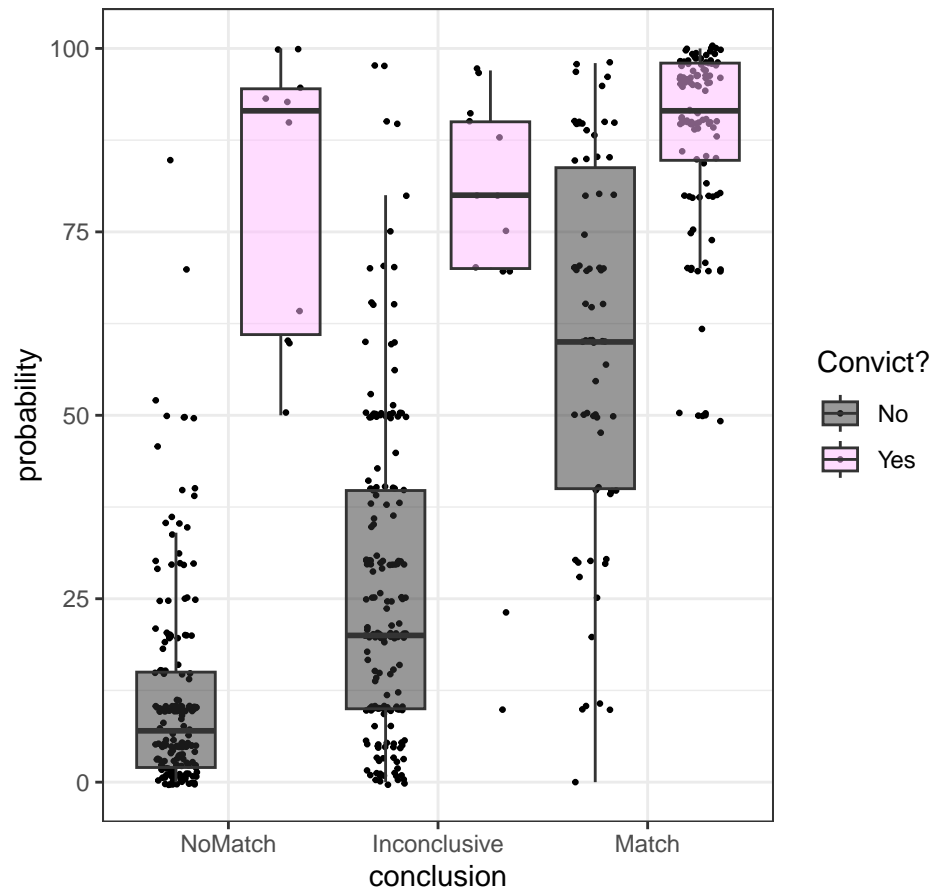 100
75
50
25
0
probability
NoMatch
Inconclusive
Match
conclusion
Convict?
No
Yes